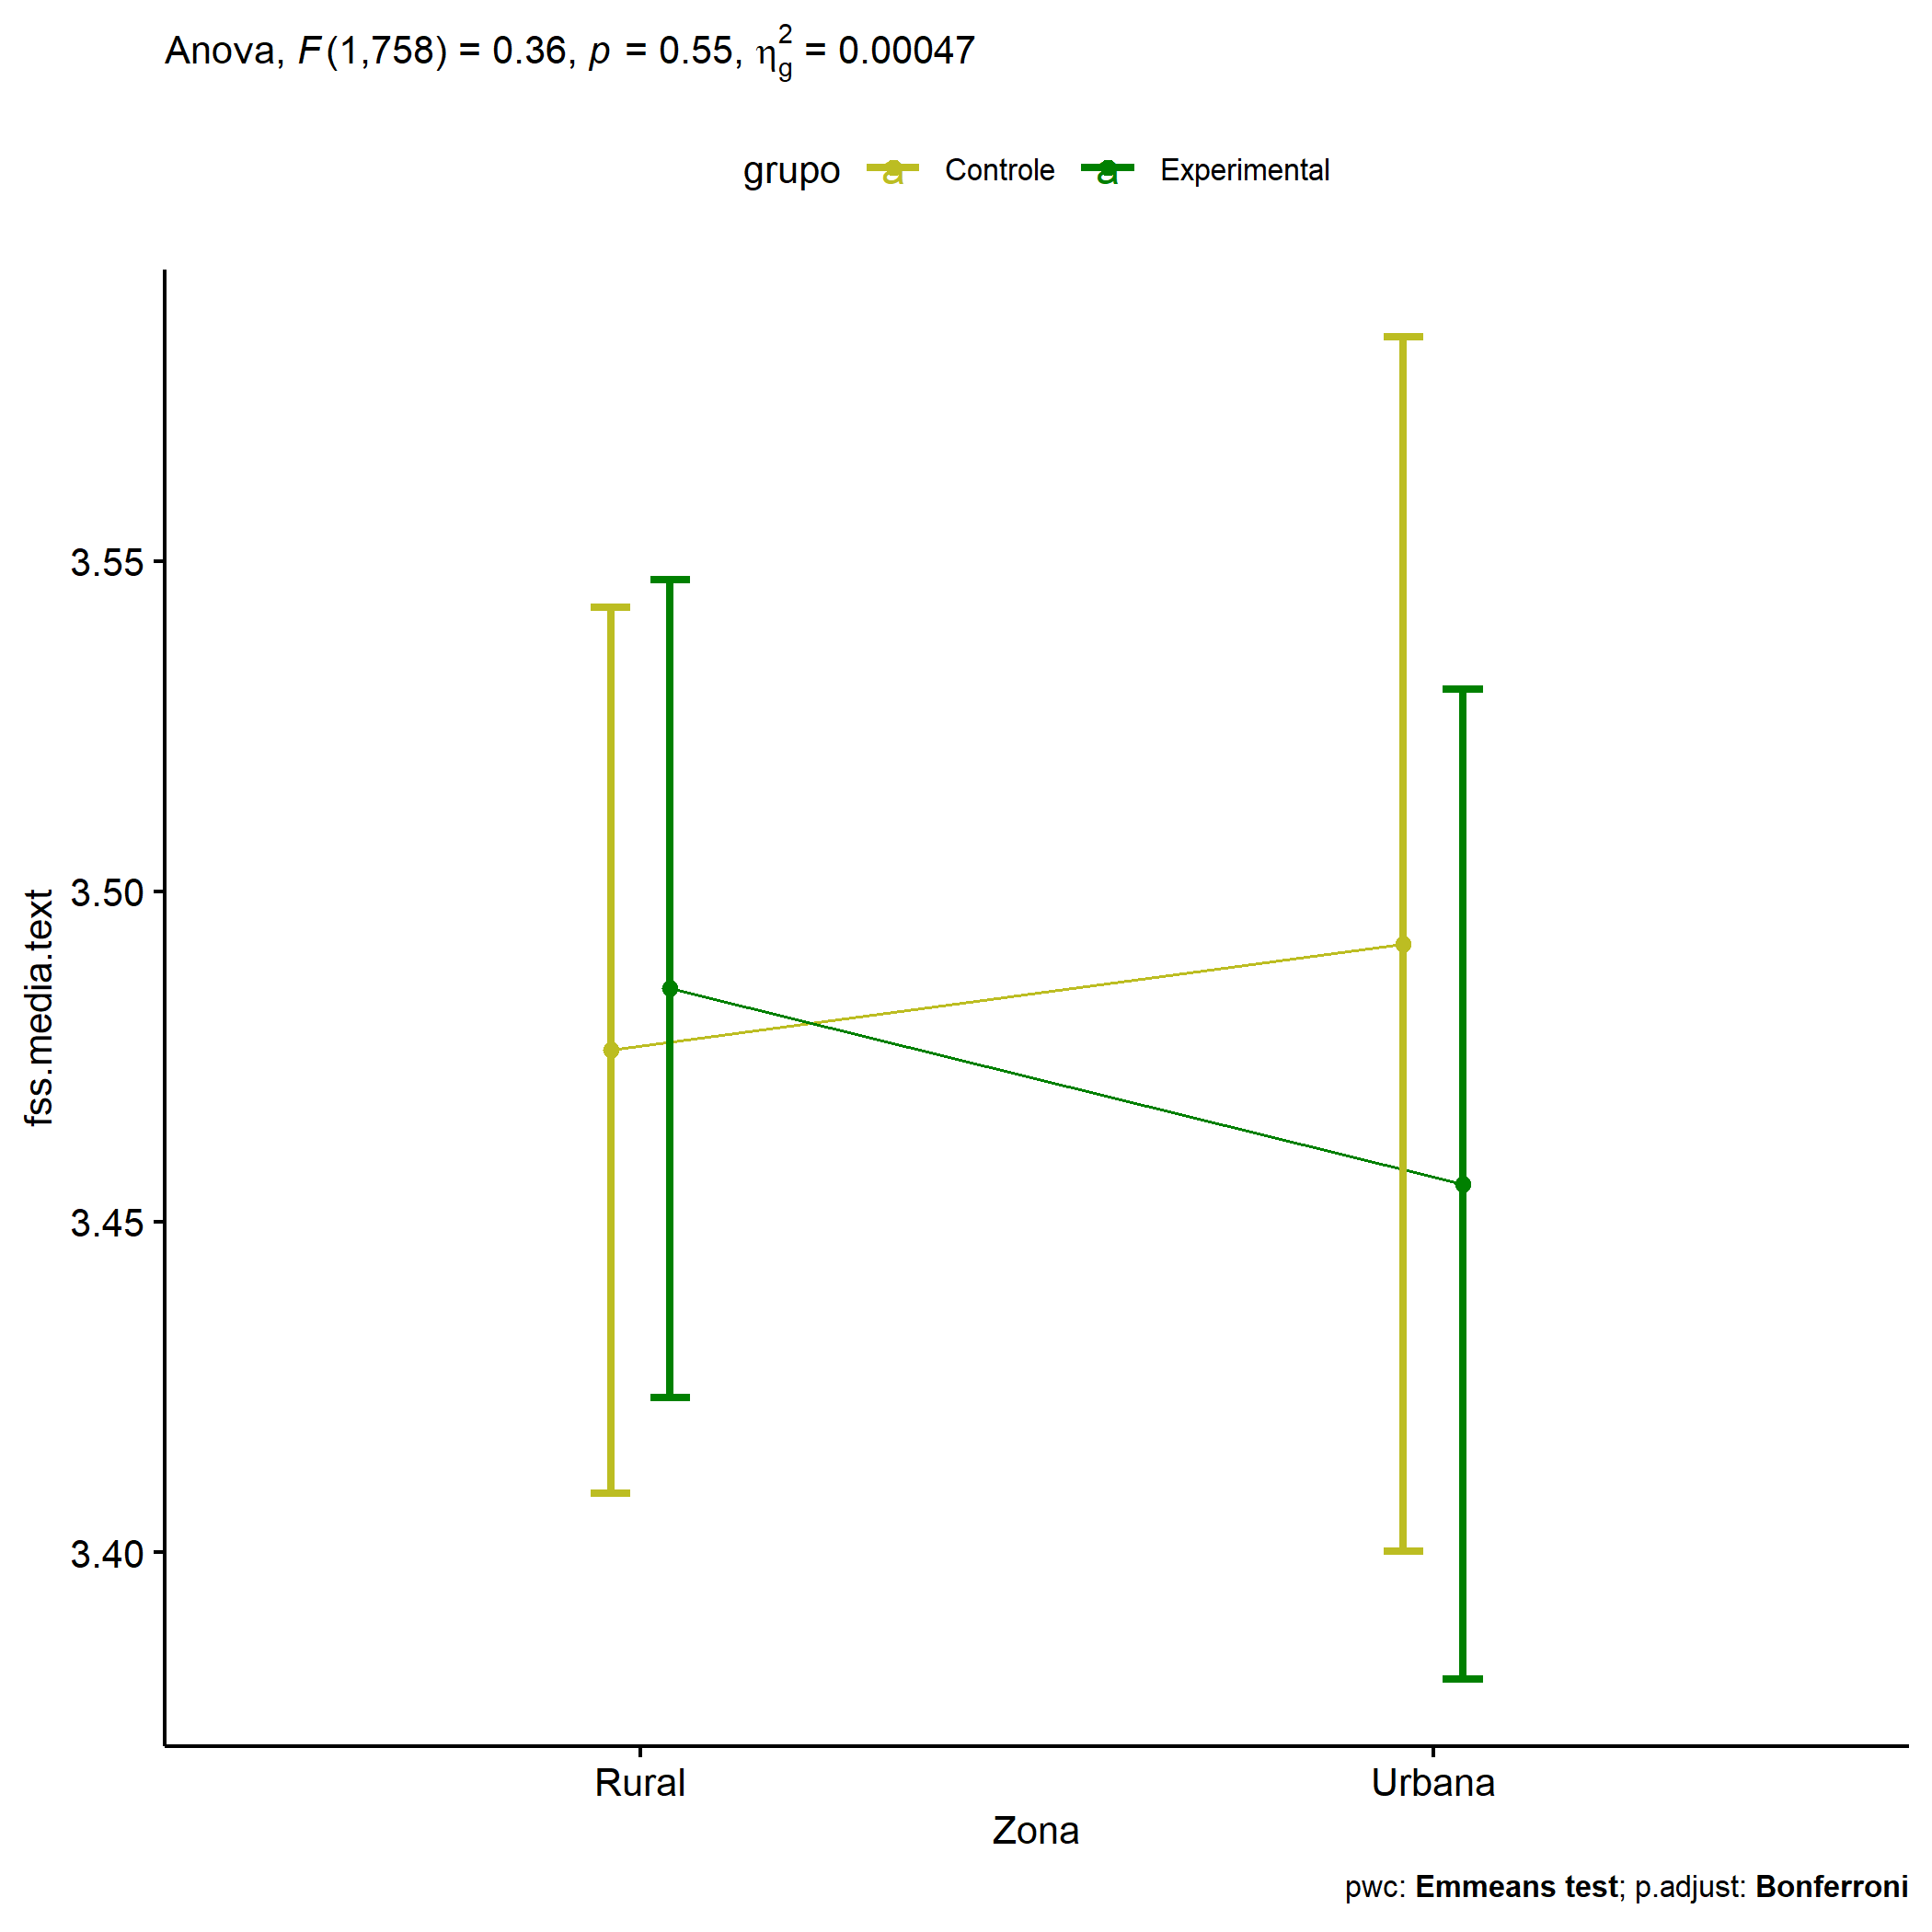 Anova, F(1,758) = 0.36, p = 0.55, η²g = 0.00047
grupo a Controle a Experimental
3.55
3.50
3.45
3.40
fss.media.text
Rural Urbana
Zona
pwc: Emmeans test; p.adjust: Bonferroni